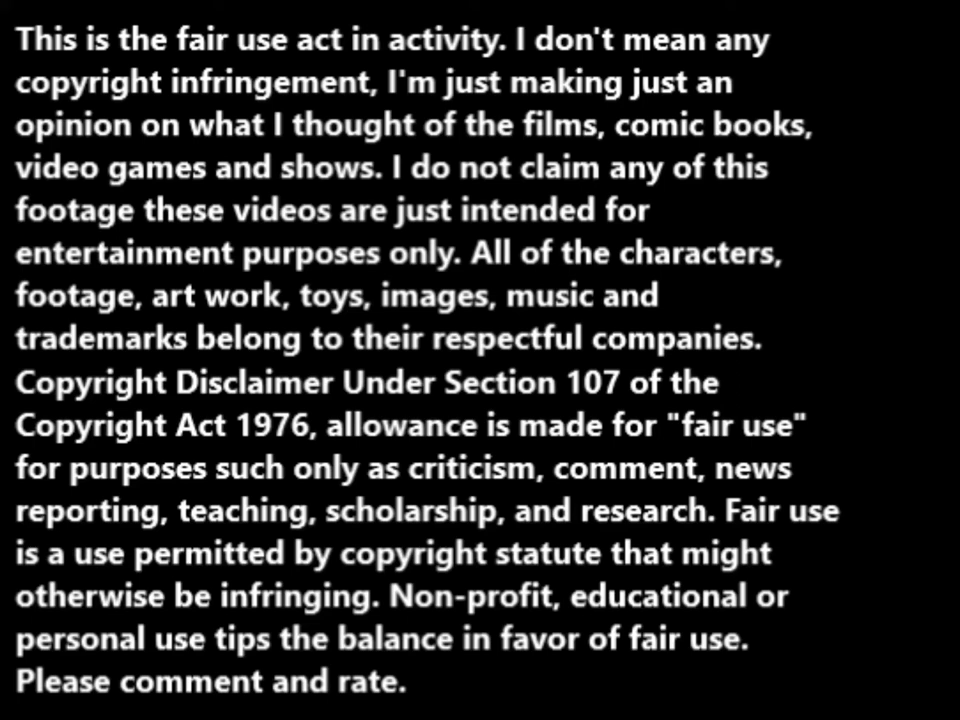 This is the fair use act in activity. I don't mean any
copyright infringement, I'm just making just an
opinion on what I thought of the films, comic books,
video games and shows. I do not claim any of this
footage these videos are just intended for
entertainment purposes only. All of the characters,
footage, art work, toys, images, music and
trademarks belong to their respectful companies.
Copyright Disclaimer Under Section 107 of the
Copyright Act 1976, allowance is made for "fair use"
for purposes such only as criticism, comment, news
reporting, teaching, scholarship, and research. Fair use
is a use permitted by copyright statute that might
otherwise be infringing. Non-profit, educational or
personal use tips the balance in favor of fair use.
Please comment and rate.